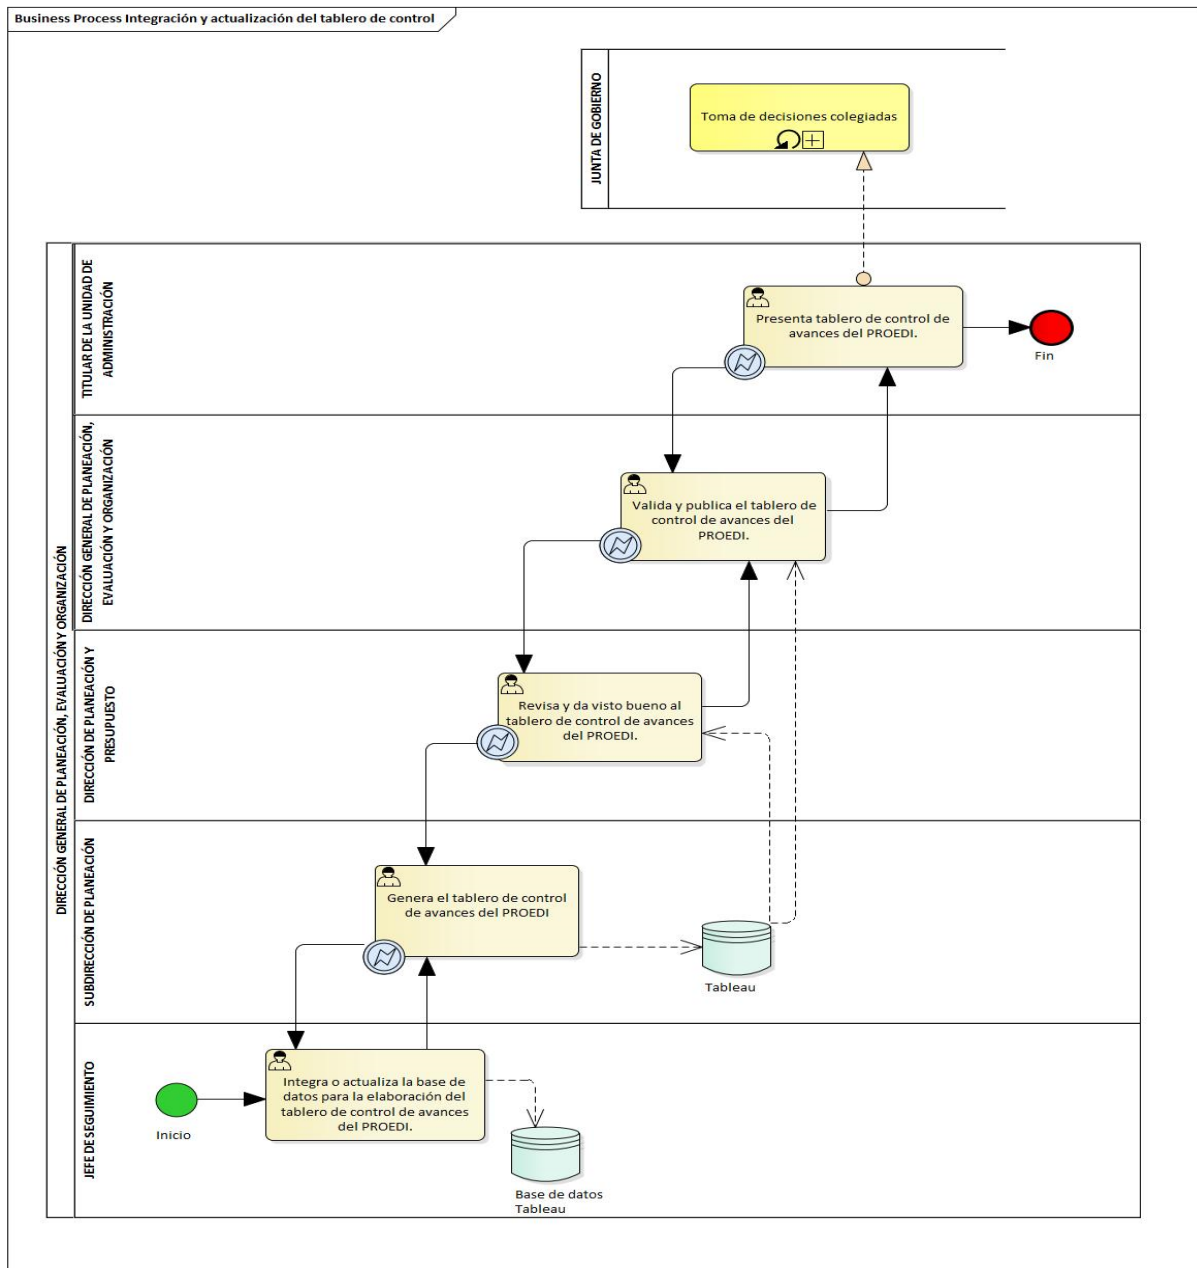 Business Process Integración y actualización del tablero de control
JUNTA DE GOBIERNO
Toma de decisiones colegiadas
DIRECCIÓN GENERAL DE PLANEACIÓN, EVALUACIÓN Y ORGANIZACIÓN
TITULAR DE LA UNIDAD DE
ADMINISTRACIÓN
Presenta tablero de control de
avances del PROEDI.
Fin
DIRECCIÓN GENERAL DE PLANEACIÓN,
EVALUACIÓN Y ORGANIZACIÓN
Valida y publica el tablero de
control de avances del
PROEDI.
DIRECCIÓN DE PLANEACIÓN Y
PRESUPUESTO
Revisa y da visto bueno al
tablero de control de avances
del PROEDI.
SUBDIRECCIÓN DE PLANEACIÓN
Genera el tablero de control
de avances del PROEDI
Tableau
JEFE DE SEGUIMIENTO
Inicio
Integra o actualiza la base de
datos para la elaboración del
tablero de control de avances
del PROEDI.
Base de datos
Tableau